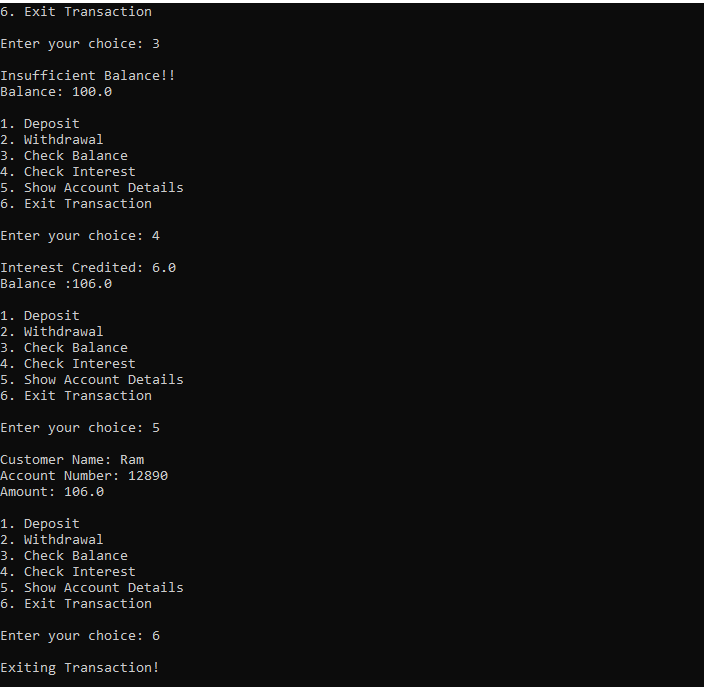 6. Exit Transaction
Enter your choice: 3
Insufficient Balance!!
Balance: 100.0
1. Deposit
2. Withdrawal
3. Check Balance
4. Check Interest
5. Show Account Details
6. Exit Transaction
Enter your choice: 4
Interest Credited: 6.0
Balance :106.0
1. Deposit
2. Withdrawal
3. Check Balance
4. Check Interest
5. Show Account Details
6. Exit Transaction
Enter your choice: 5
Customer Name: Ram
Account Number: 12890
Amount: 106.0
1. Deposit
2. Withdrawal
3. Check Balance
4. Check Interest
5. Show Account Details
6. Exit Transaction
Enter your choice: 6
Exiting Transaction!